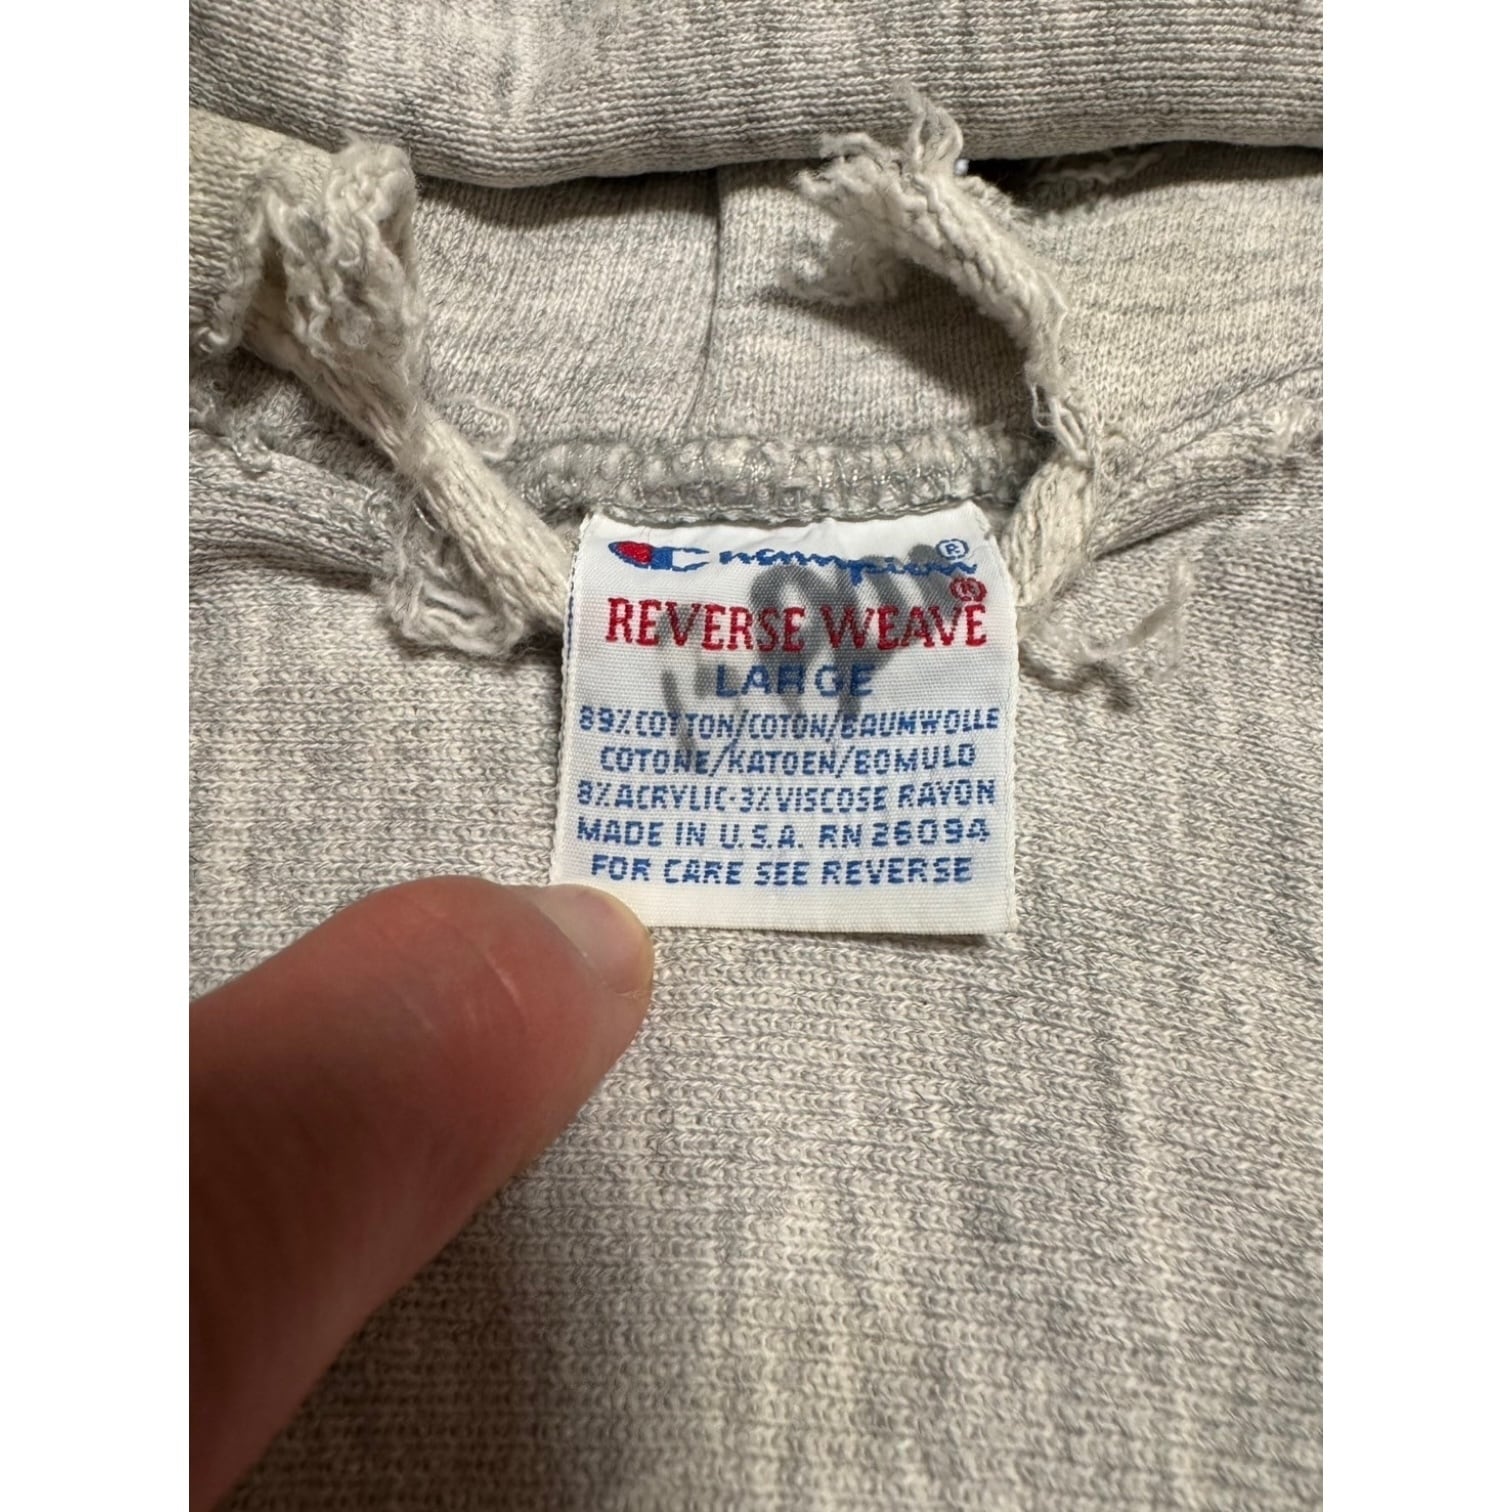 Champion®
REVERSE WEAVE®
LARGE
89% COTTON/COTON/BAUMWOLLE
COTONE/KATOEN/BOMULD
8% ACRYLIC-3% VISCOSE RAYON
MADE IN U.S.A. RN 26094
FOR CARE SEE REVERSE